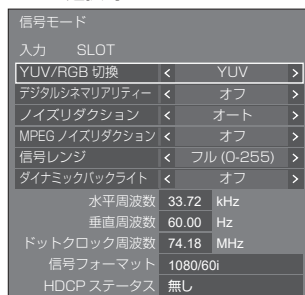 信号モード
入力 SLOT
YUV/RGB 切換 < YUV >
デジタルシネマリアリティー < オフ >
ノイズリダクション < オート >
MPEG ノイズリダクション < オフ >
信号レンジ < フル (0-255) >
ダイナミックバックライト < オフ >
水平周波数 33.72 kHz
垂直周波数 60.00 Hz
ドットクロック周波数 74.18 MHz
信号フォーマット 1080/60i
HDCP ステータス 無し